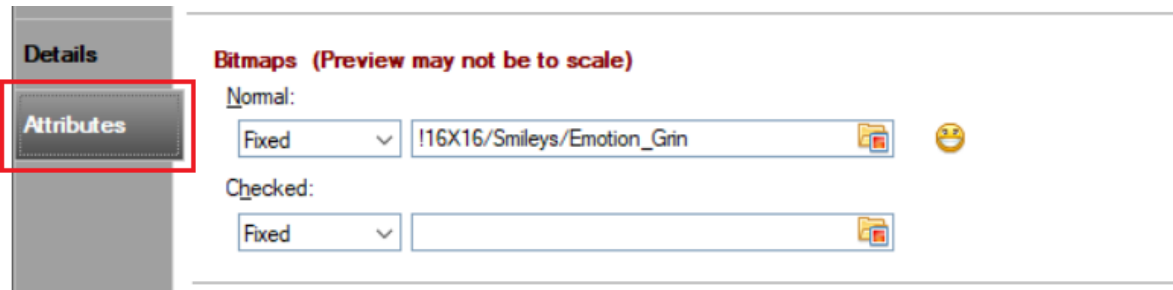 Details
Attributes
Bitmaps (Preview may not be to scale)
Normal:
Fixed !16X16/Smileys/Emotion_Grin
Checked:
Fixed